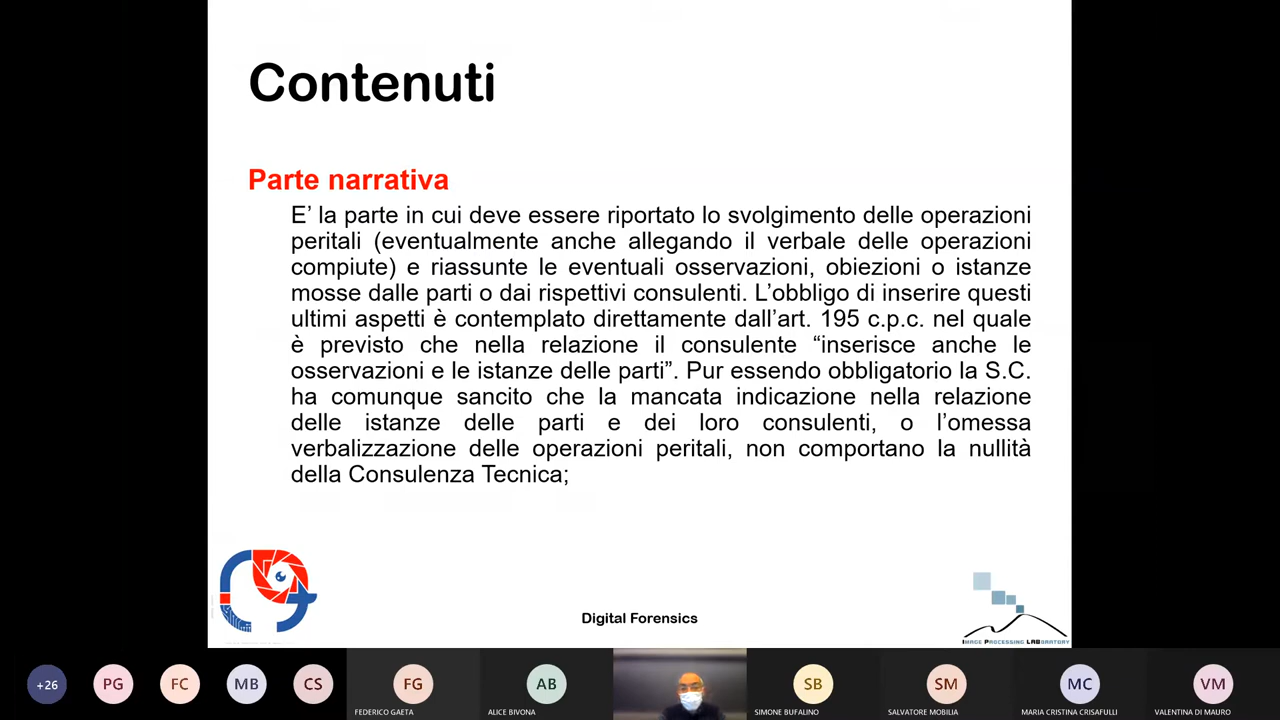 Contenuti
Parte narrativa
E’ la parte in cui deve essere riportato lo svolgimento delle operazioni
peritali (eventualmente anche allegando il verbale delle operazioni
compiute) e riassunte le eventuali osservazioni, obiezioni o istanze
mosse dalle parti o dai rispettivi consulenti. L’obbligo di inserire questi
ultimi aspetti è contemplato direttamente dall’art. 195 c.p.c. nel quale
è previsto che nella relazione il consulente “inserisce anche le
osservazioni e le istanze delle parti”. Pur essendo obbligatorio la S.C.
ha comunque sancito che la mancata indicazione nella relazione
delle istanze delle parti e dei loro consulenti, o l’omessa
verbalizzazione delle operazioni peritali, non comportano la nullità
della Consulenza Tecnica;
Digital Forensics
IMAGE PROCESSING LABORATORY
+26 PG FC MB CS FG AB SB SM MC VM
FEDERICO GAETA ALICE BIVONA SIMONE BUFALINO SALVATORE MOBILIA MARIA CRISTINA CRISAFULLI VALENTINA DI MAURO